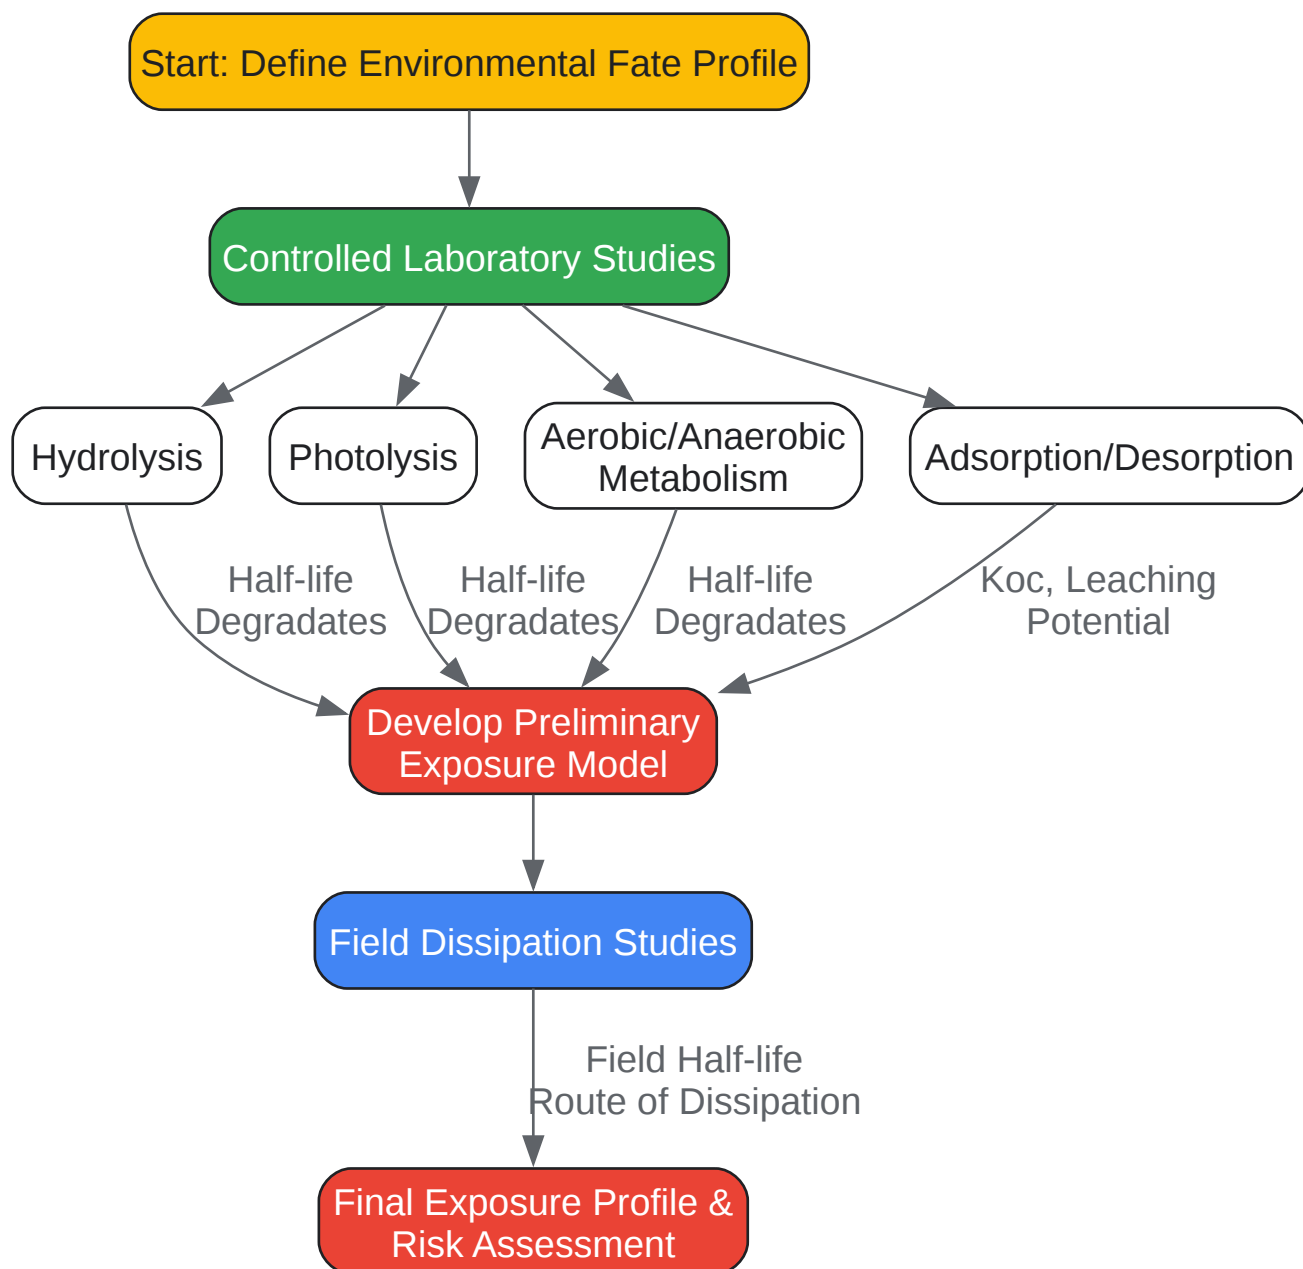 Start: Define Environmental Fate Profile
Controlled Laboratory Studies
Hydrolysis
Photolysis
Aerobic/Anaerobic
Metabolism
Adsorption/Desorption
Half-life
Degradates
Half-life
Degradates
Half-life
Degradates
Koc, Leaching
Potential
Develop Preliminary
Exposure Model
Field Dissipation Studies
Field Half-life
Route of Dissipation
Final Exposure Profile &
Risk Assessment